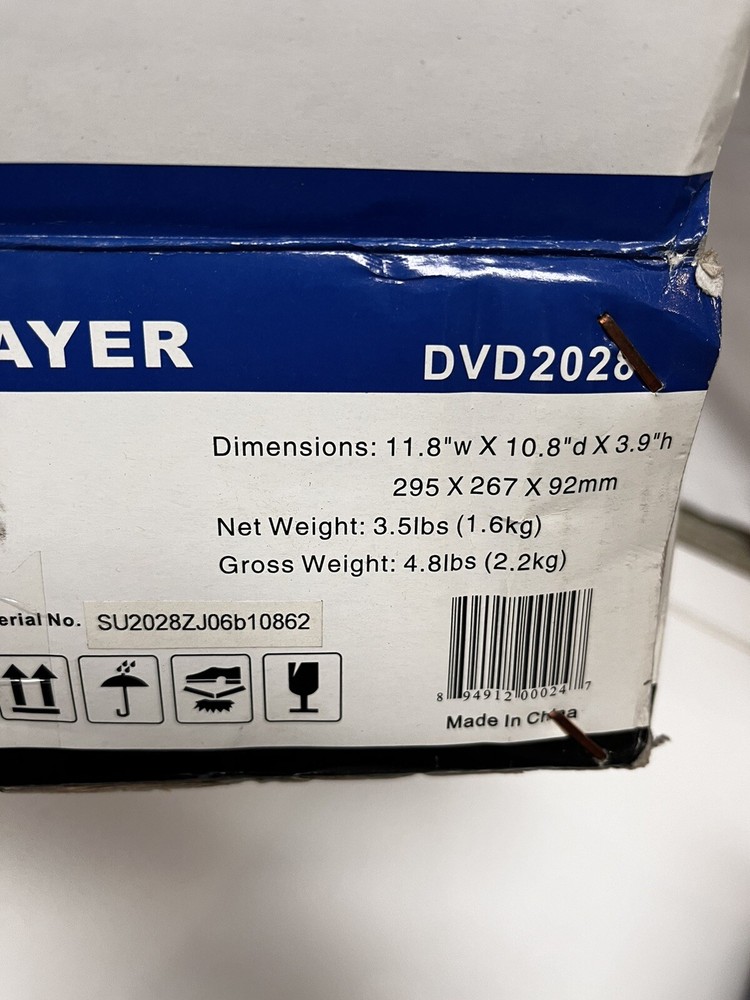 AYER
DVD2028
Dimensions: 11.8"w X 10.8"d X 3.9"h
295 X 267 X 92mm
Net Weight: 3.5lbs (1.6kg)
Gross Weight: 4.8lbs (2.2kg)
erial No. SU2028ZJ06b10862
8 94912 00024 7
Made In China